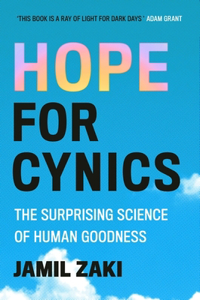 ‘THIS BOOK IS A RAY OF LIGHT FOR DARK DAYS’ ADAM GRANT
HOPE
FOR
CYNICS
THE SURPRISING SCIENCE
OF HUMAN GOODNESS
JAMIL ZAKI